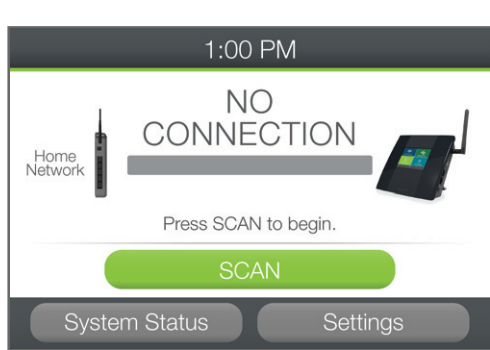 1:00 PM
NO
CONNECTION
Home
Network
Press SCAN to begin.
SCAN
System Status
Settings